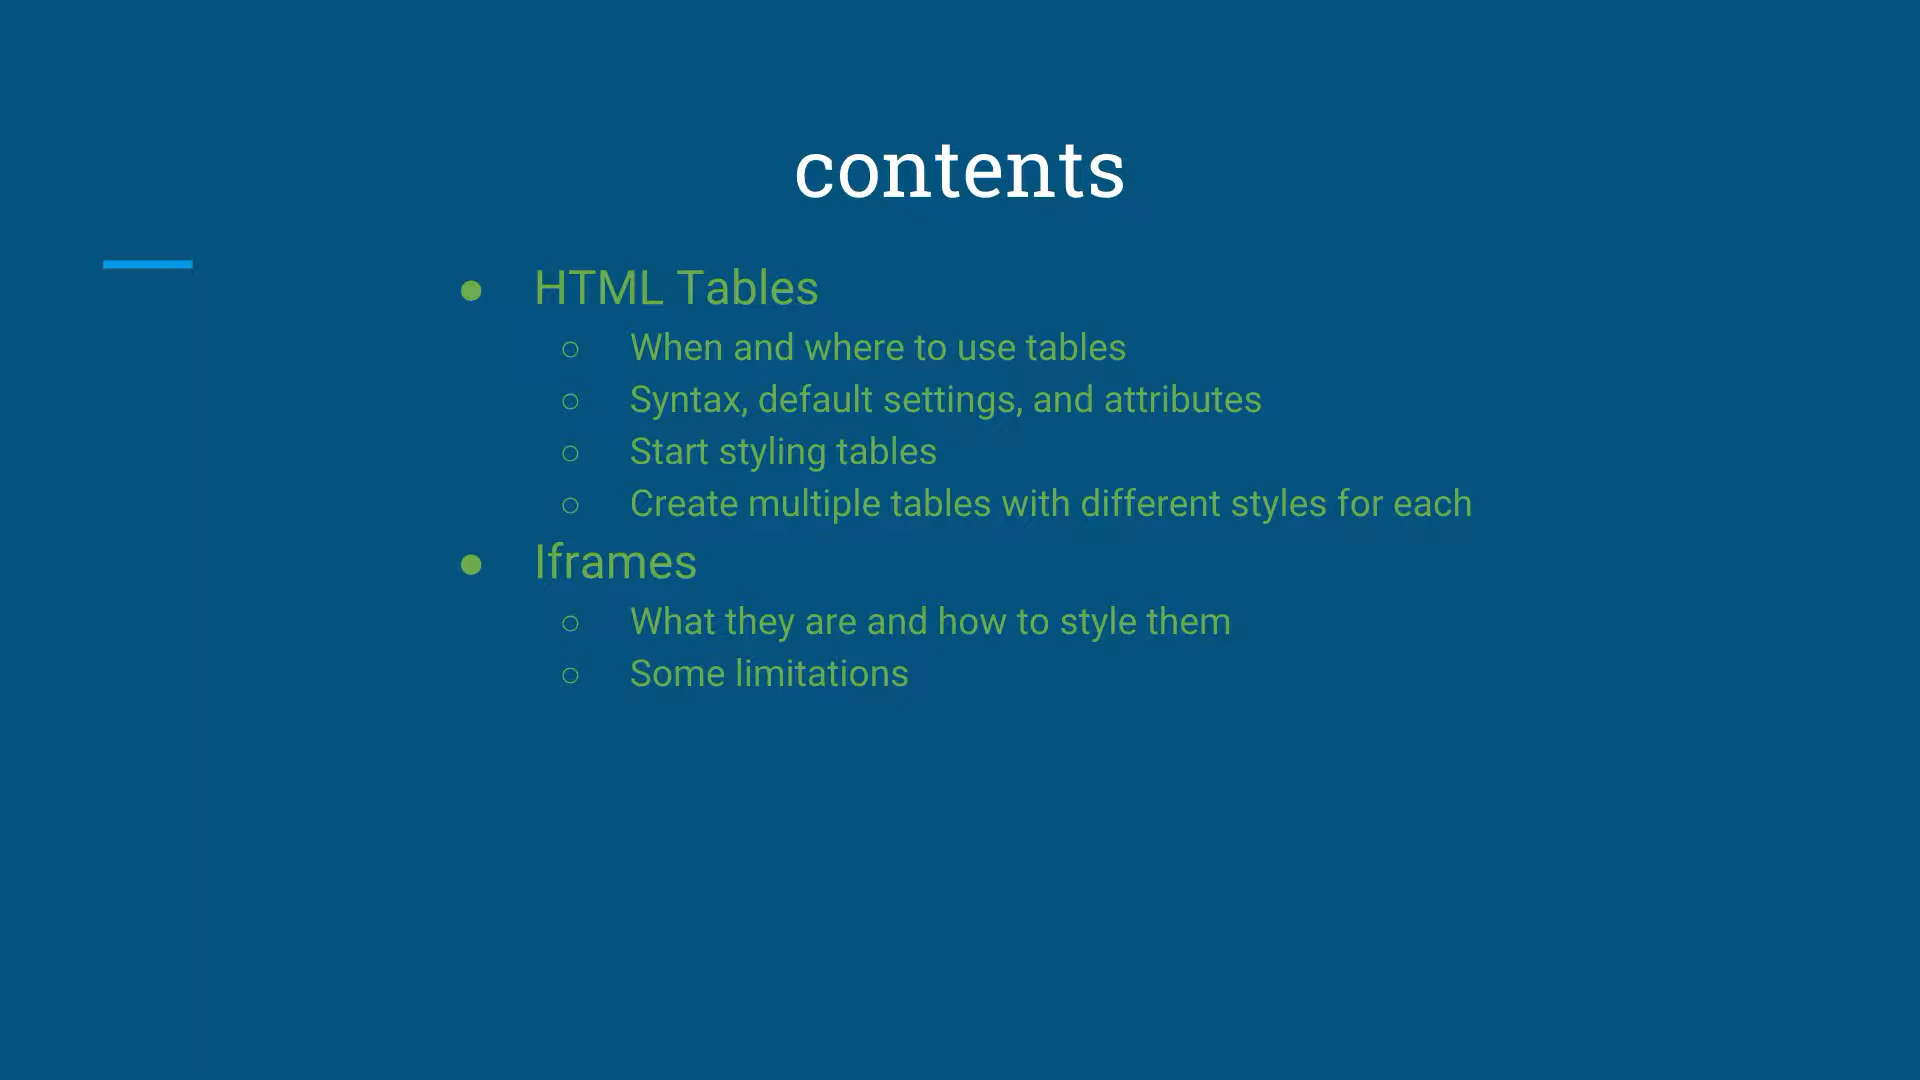 contents
● HTML Tables
○ When and where to use tables
○ Syntax, default settings, and attributes
○ Start styling tables
○ Create multiple tables with different styles for each
● Iframes
○ What they are and how to style them
○ Some limitations